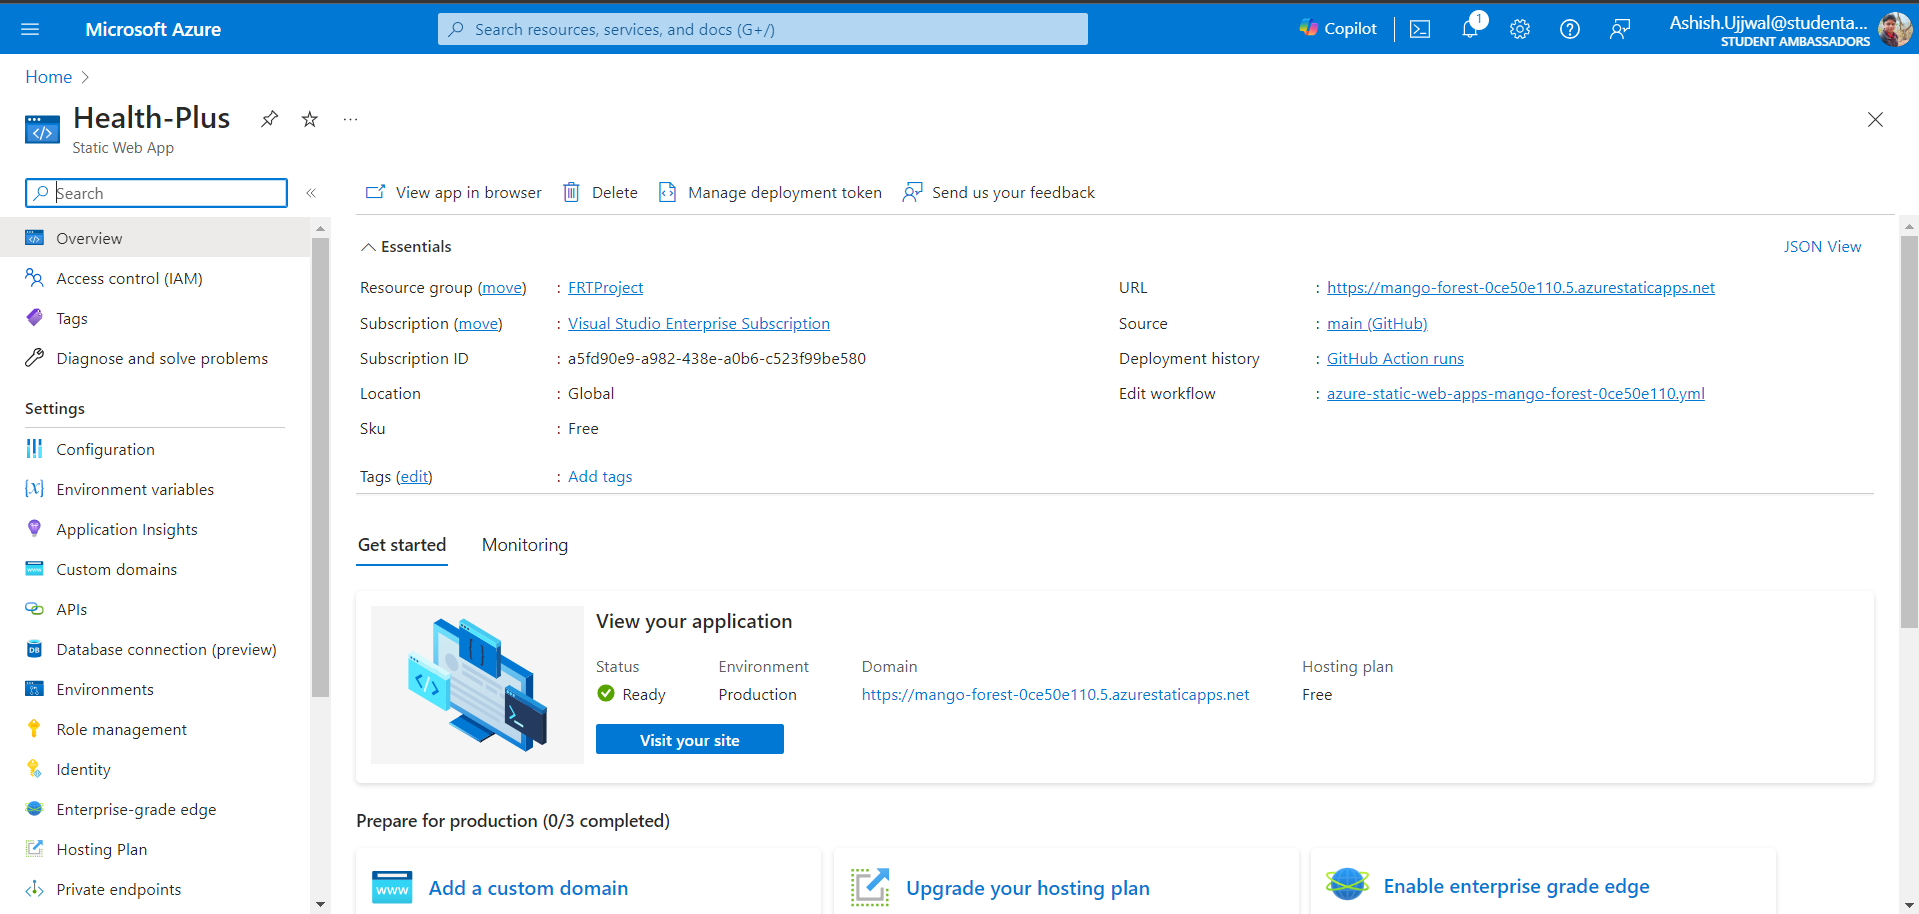 Microsoft Azure
Search resources, services, and docs (G+/)
Copilot
1
Ashish.Ujjwal@studenta...
STUDENT AMBASSADORS
Home
Health-Plus
...
Static Web App
Search
«
View app in browser
Delete
Manage deployment token
Send us your feedback
Overview
Access control (IAM)
Tags
Diagnose and solve problems
Settings
Configuration
Environment variables
Application Insights
Custom domains
APIs
Database connection (preview)
Environments
Role management
Identity
Enterprise-grade edge
Hosting Plan
Private endpoints
Essentials
JSON View
Resource group (move) : FRTProject
Subscription (move) : Visual Studio Enterprise Subscription
Subscription ID : a5fd90e9-a982-438e-a0b6-c523f99be580
Location : Global
Sku : Free
Tags (edit) : Add tags
URL : https://mango-forest-0ce50e110.5.azurestaticapps.net
Source : main (GitHub)
Deployment history : GitHub Action runs
Edit workflow : azure-static-web-apps-mango-forest-0ce50e110.yml
Get started
Monitoring
View your application
Status Environment Domain Hosting plan
Ready Production https://mango-forest-0ce50e110.5.azurestaticapps.net Free
Visit your site
Prepare for production (0/3 completed)
www
Add a custom domain
Upgrade your hosting plan
Enable enterprise grade edge